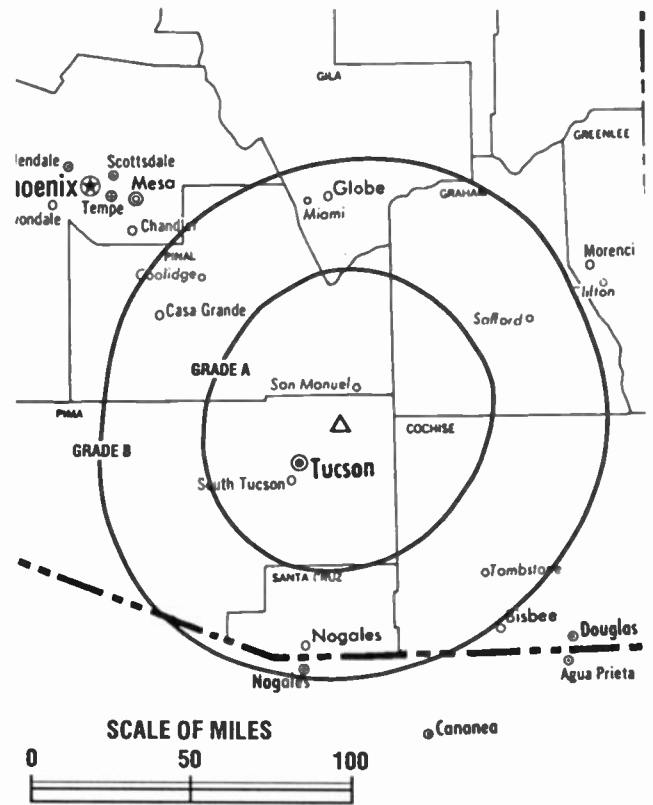 GILA
GREENLEE
lendale
Scottsdale
hoenix
Mesa
Tempe
vondale
Chandler
Globe
Miami
GRAHAM
PINAL
Coolidge
Morenci
Clifton
Casa Grande
Safford
GRADE A
San Manuel
PIMA
COCHISE
GRADE B
Tucson
South Tucson
SANTA CRUZ
Tombstone
Bisbee
Nogales
Douglas
Nogales
Agua Prieta
SCALE OF MILES
Cananea
0 50 100